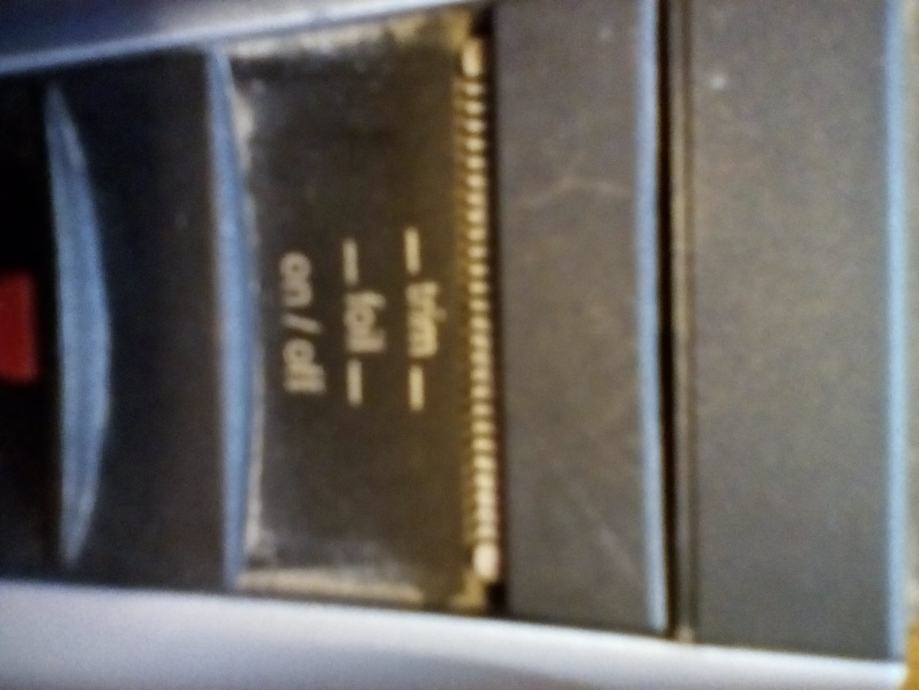 — trim —
— foil —
on / off